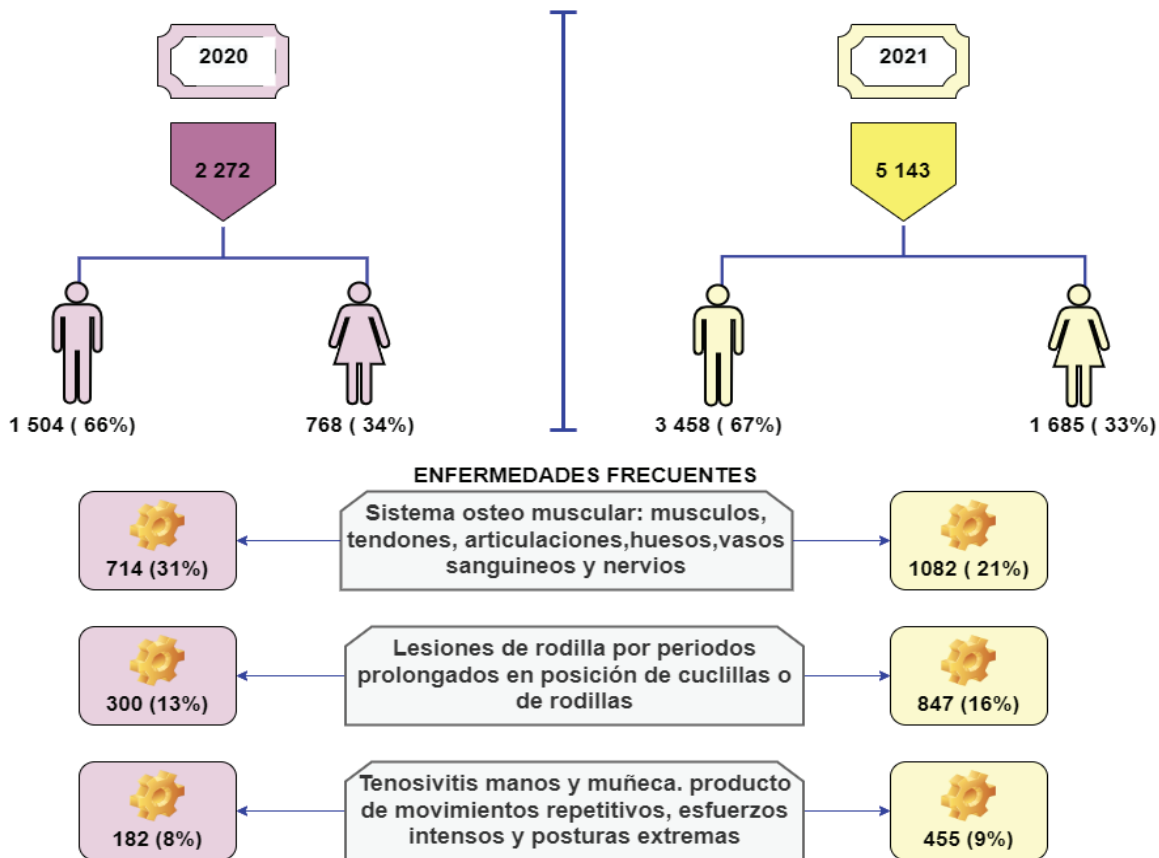 2020
2021
2 272
5 143
1 504 ( 66%)
768 ( 34%)
3 458 ( 67%)
1 685 ( 33%)
ENFERMEDADES FRECUENTES
Sistema osteo muscular: musculos,
tendones, articulaciones,huesos,vasos
sanguineos y nervios
714 (31%)
1082 ( 21%)
Lesiones de rodilla por periodos
prolongados en posición de cuclillas o
de rodillas
300 (13%)
847 (16%)
Tenosivitis manos y muñeca. producto
de movimientos repetitivos, esfuerzos
intensos y posturas extremas
182 (8%)
455 (9%)